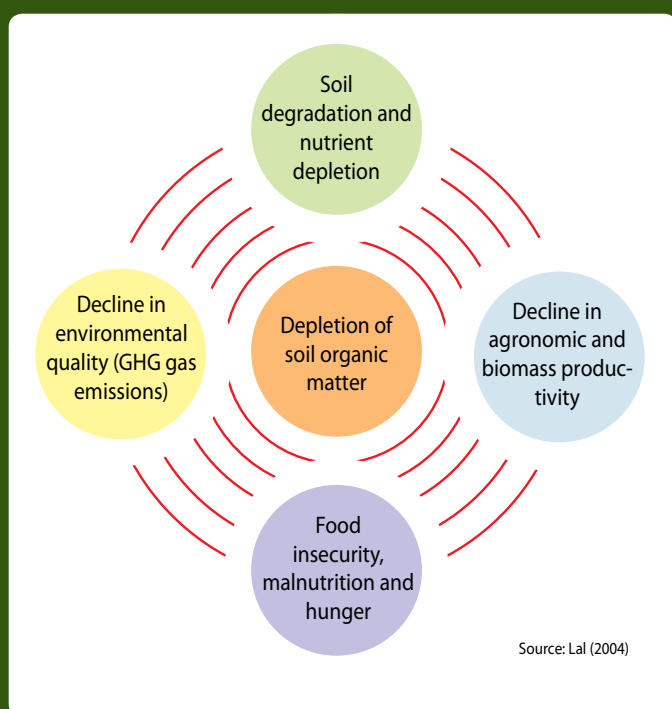 Soil
degradation and
nutrient
depletion
Decline in
environmental
quality (GHG gas
emissions)
Depletion of
soil organic
matter
Decline in
agronomic and
biomass produc-
tivity
Food
insecurity,
malnutrition and
hunger
Source: Lal (2004)